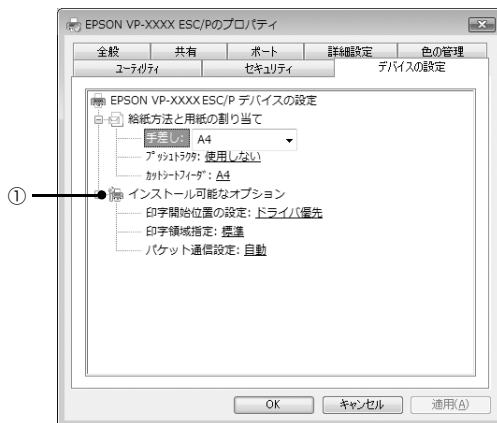 EPSON VP-XXXX ESC/Pのプロパティ
全般 共有 ポート 詳細設定 色の管理
ユーティリティ セキュリティ デバイスの設定
EPSON VP-XXXX ESC/P デバイスの設定
給紙方法と用紙の割り当て
手差し: A4
プッシュトラクタ: 使用しない
カットシートフィーダ: A4
① インストール可能なオプション
印字開始位置の設定: ドライバ優先
印字領域指定: 標準
パケット通信設定: 自動
OK キャンセル 適用(A)